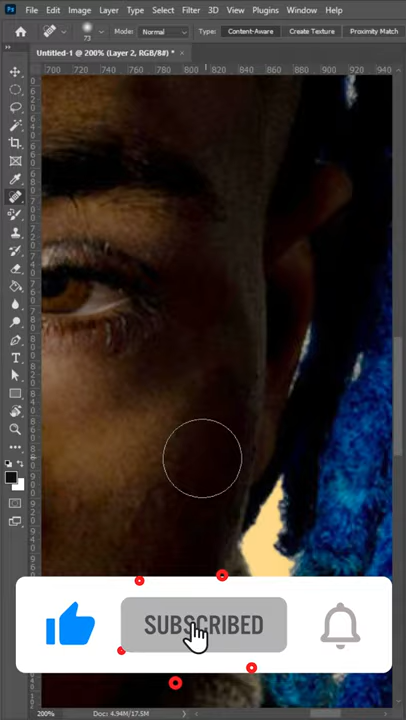 Ps File Edit Image Layer Type Select Filter 3D View Plugins Window Help
73 Mode: Normal Type: Content-Aware Create Texture Proximity Match
Untitled-1 @ 200% (Layer 2, RGB/8#) * ×
700 720 740 760 780 800 820 840 860 880 900 920 940
SUBSCRIBED
200% Doc: 4.94M/17.5M